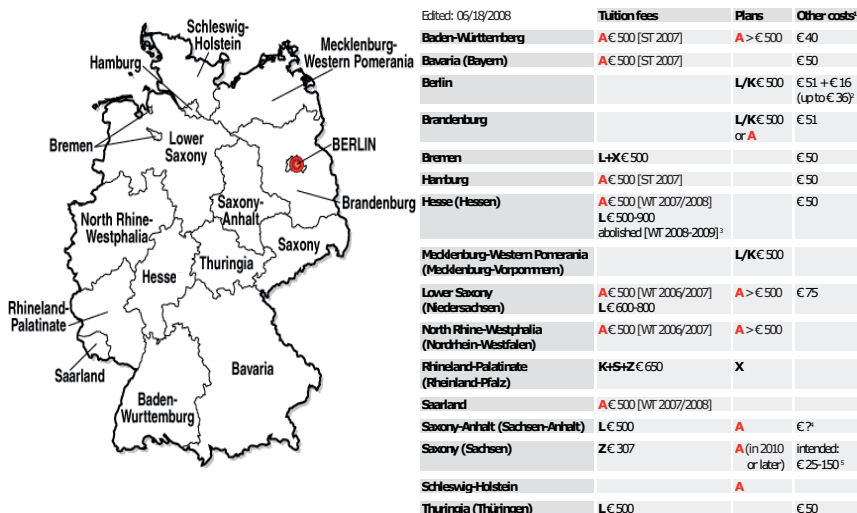 Schleswig-
Holstein
Hamburg
Mecklenburg-
Western Pomerania
Bremen
Lower
Saxony
BERLIN
Brandenburg
Saxony-
Anhalt
North Rhine-
Westphalia
Saxony
Thuringia
Hesse
Rhineland-
Palatinate
Saarland
Bavaria
Baden-
Wurttemburg
Edited: 06/18/2008 Tuition fees Plans Other costs¹
Baden-Württemberg A € 500 [ST 2007] A > € 500 € 40
Bavaria (Bayern) A € 500 [ST 2007] € 50
Berlin L/K € 500 € 51 + € 16
(up to € 36)²
Brandenburg L/K € 500 € 51
or A
Bremen L+X € 500 € 50
Hamburg A € 500 [ST 2007] € 50
Hesse (Hessen) A € 500 [WT 2007/2008] € 50
L € 500-900
abolished [WT 2008-2009]³
Mecklenburg-Western Pomerania L/K € 500
(Mecklenburg-Vorpommern)
Lower Saxony A € 500 [WT 2006/2007] A > € 500 € 75
(Niedersachsen) L € 600-800
North Rhine-Westphalia A € 500 [WT 2006/2007] A > € 500
(Nordrhein-Westfalen)
Rhineland-Palatinate K+S+Z € 650 X
(Rheinland-Pfalz)
Saarland A € 500 [WT 2007/2008]
Saxony-Anhalt (Sachsen-Anhalt) L € 500 A € ?⁴
Saxony (Sachsen) Z € 307 A (in 2010 intended:
or later) € 25-150 ⁵
Schleswig-Holstein A
Thuringia (Thüringen) L € 500 € 50